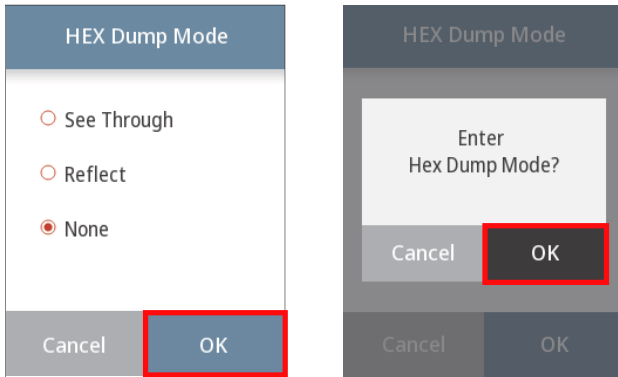 HEX Dump Mode
See Through
Reflect
None
Cancel OK
HEX Dump Mode
Enter
Hex Dump Mode?
Cancel OK
Cancel OK